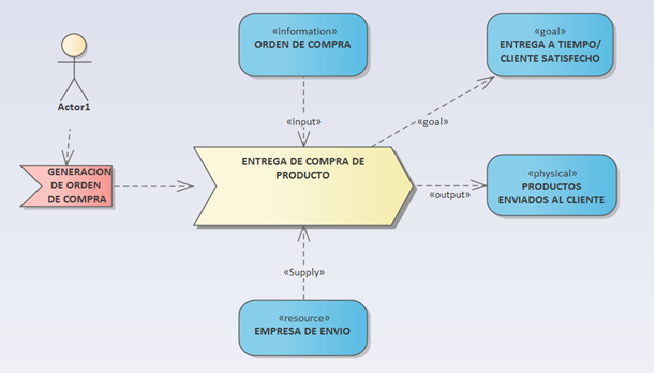 «information»
ORDEN DE COMPRA
«goal»
ENTREGA A TIEMPO/
CLIENTE SATISFECHO
Actor1
«input»
«goal»
GENERACION
DE ORDEN
DE COMPRA
ENTREGA DE COMPRA DE
PRODUCTO
«physical»
PRODUCTOS
ENVIADOS AL CLIENTE
«output»
«Supply»
«resource»
EMPRESA DE ENVIO